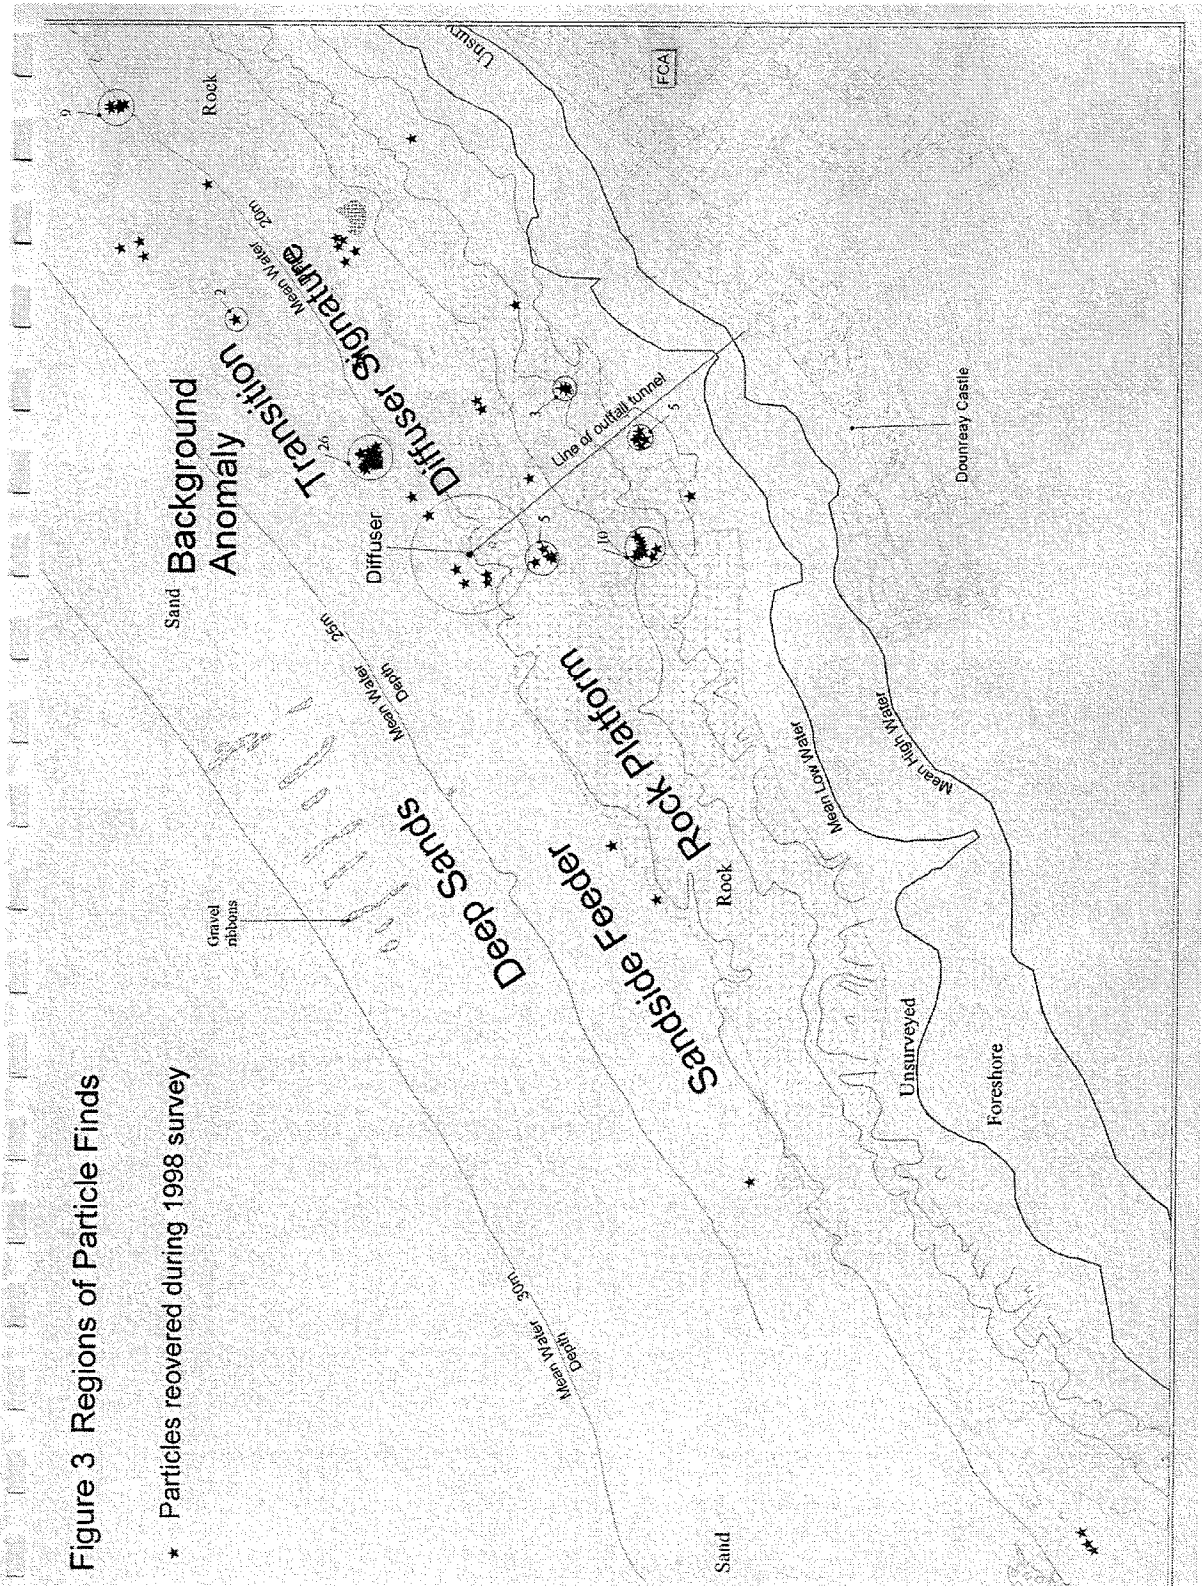 Figure 3 Regions of Particle Finds
★ Particles reovered during 1998 survey
Gravel
ribbons
Sand
Background
Anomaly
Transition
2
9
Rock
26
Mean Water 20m
Diffuser Signature
Diffuser
Mean Water 25m
Depth
Deep Sands
Mean Water 30m
Depth
Sandside Feeder
Rock Platform
Rock
5
10
3
5
Line of outfall tunnel
Unsurv
FCA
Mean Low Water
Mean High Water
Dounreay Castle
Unsurveyed
Foreshore
Sand